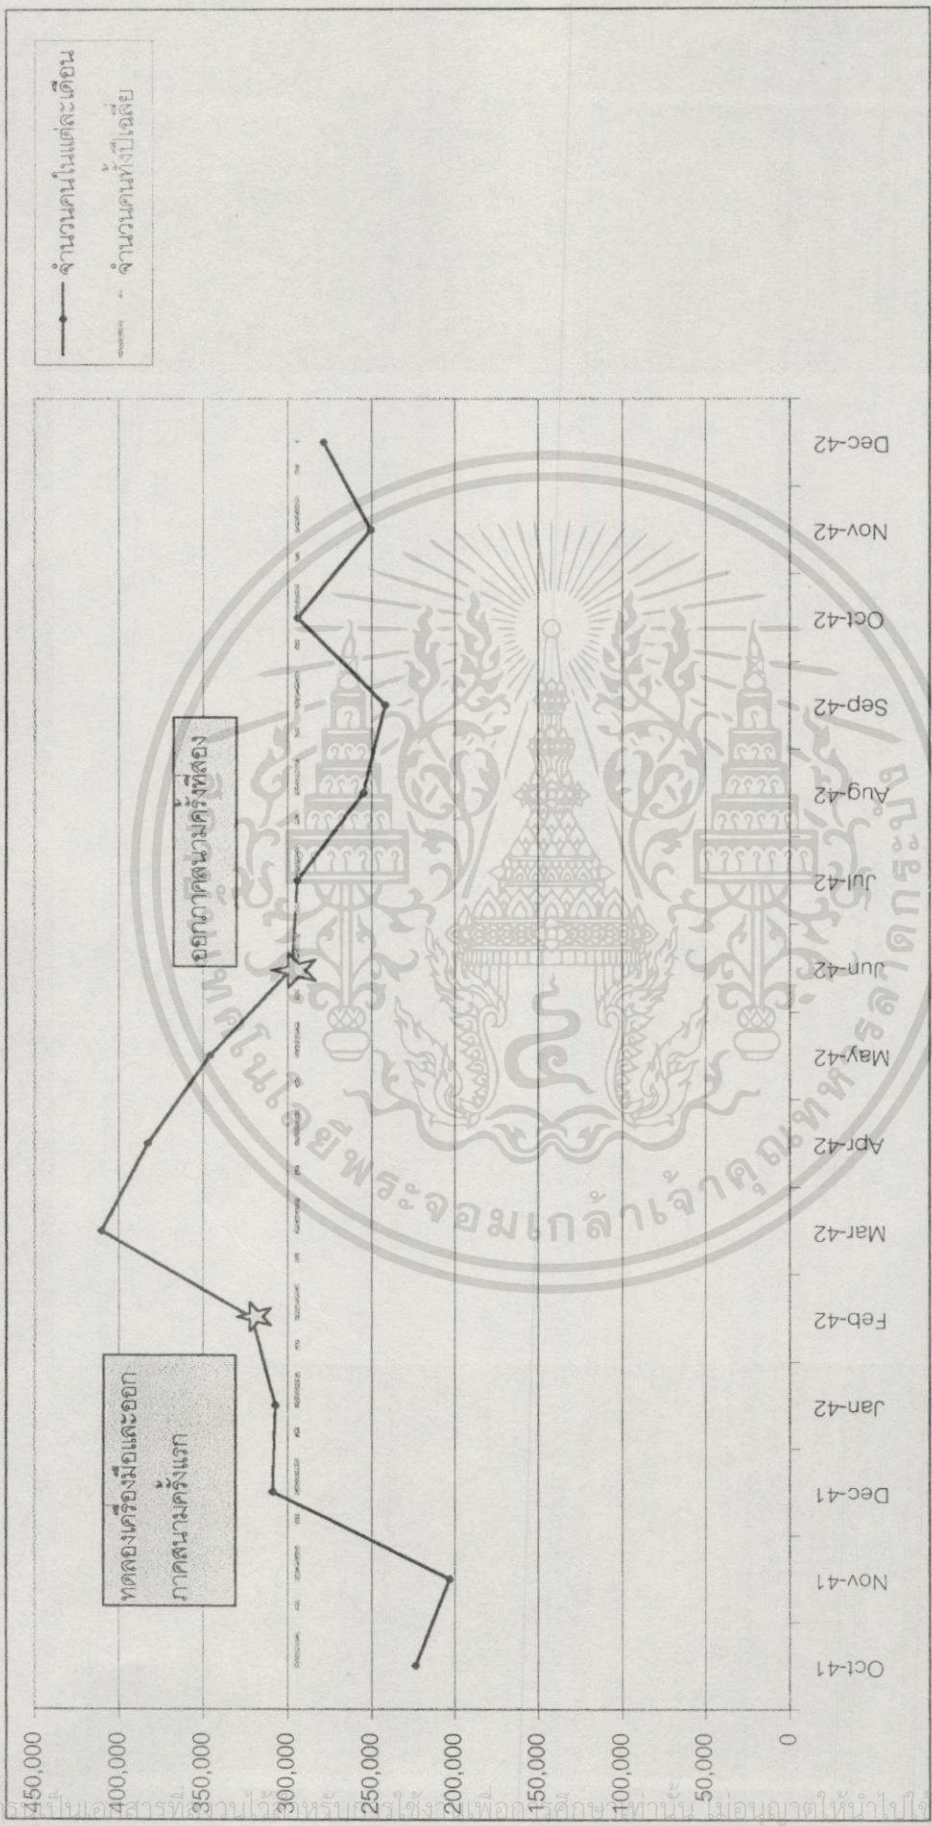 จำนวนคนในแต่ละเดือน
จำนวนคนทั้งปีเฉลี่ย
450,000
400,000
350,000
300,000
250,000
200,000
150,000
100,000
50,000
0
ทดลองเครื่องมือและออก
ภาคสนามครั้งแรก
ออกภาคสนามครั้งที่สอง
Oct-41
Nov-41
Dec-41
Jan-42
Feb-42
Mar-42
Apr-42
May-42
Jun-42
Jul-42
Aug-42
Sep-42
Oct-42
Nov-42
Dec-42
เทคโนโลยีพระจอมเกล้าเจ้าคุณทหารลาดกระบัง